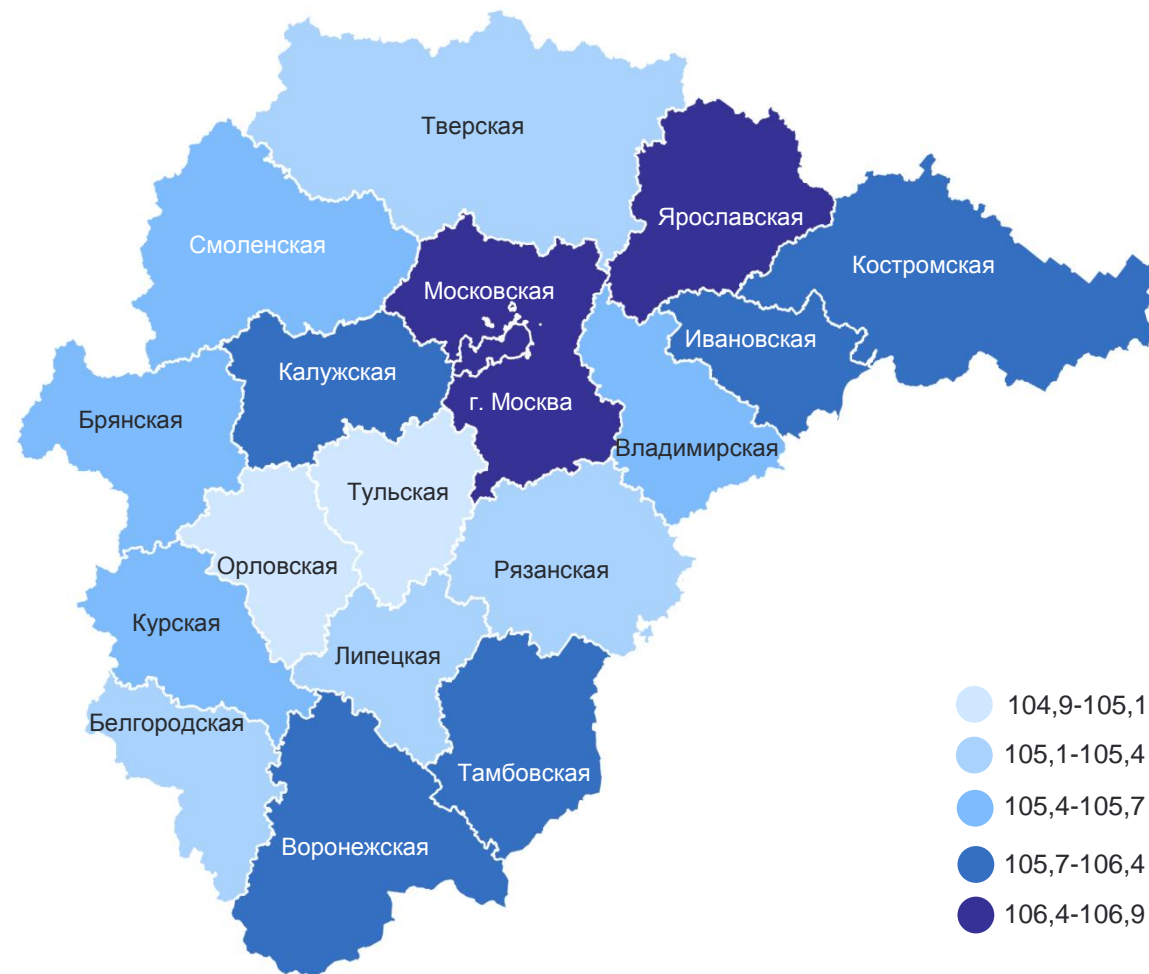 Тверская
Ярославская
Смоленская
Костромская
Московская
Ивановская
Калужская
г. Москва
Брянская
Владимирская
Тульская
Орловская
Рязанская
Курская
Липецкая
Белгородская
Тамбовская
Воронежская
104,9-105,1
105,1-105,4
105,4-105,7
105,7-106,4
106,4-106,9